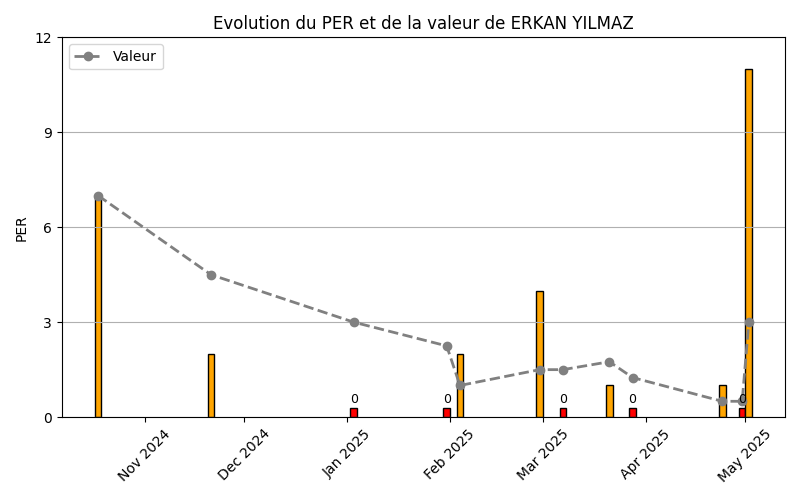 Evolution du PER et de la valeur de ERKAN YILMAZ
Valeur
PER
12
9
6
3
0
0
0
0
0
0
Nov 2024
Dec 2024
Jan 2025
Feb 2025
Mar 2025
Apr 2025
May 2025